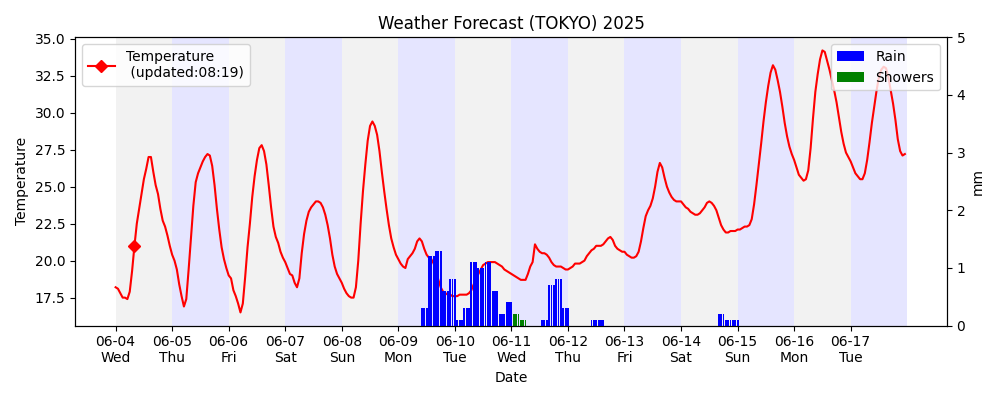 Weather Forecast (TOKYO) 2025
Temperature
(updated:08:19)
Rain
Showers
Temperature
35.0
32.5
30.0
27.5
25.0
22.5
20.0
17.5
5
4
3
2
1
0
mm
06-04 06-05 06-06 06-07 06-08 06-09 06-10 06-11 06-12 06-13 06-14 06-15 06-16 06-17
Wed Thu Fri Sat Sun Mon Tue Wed Thu Fri Sat Sun Mon Tue
Date